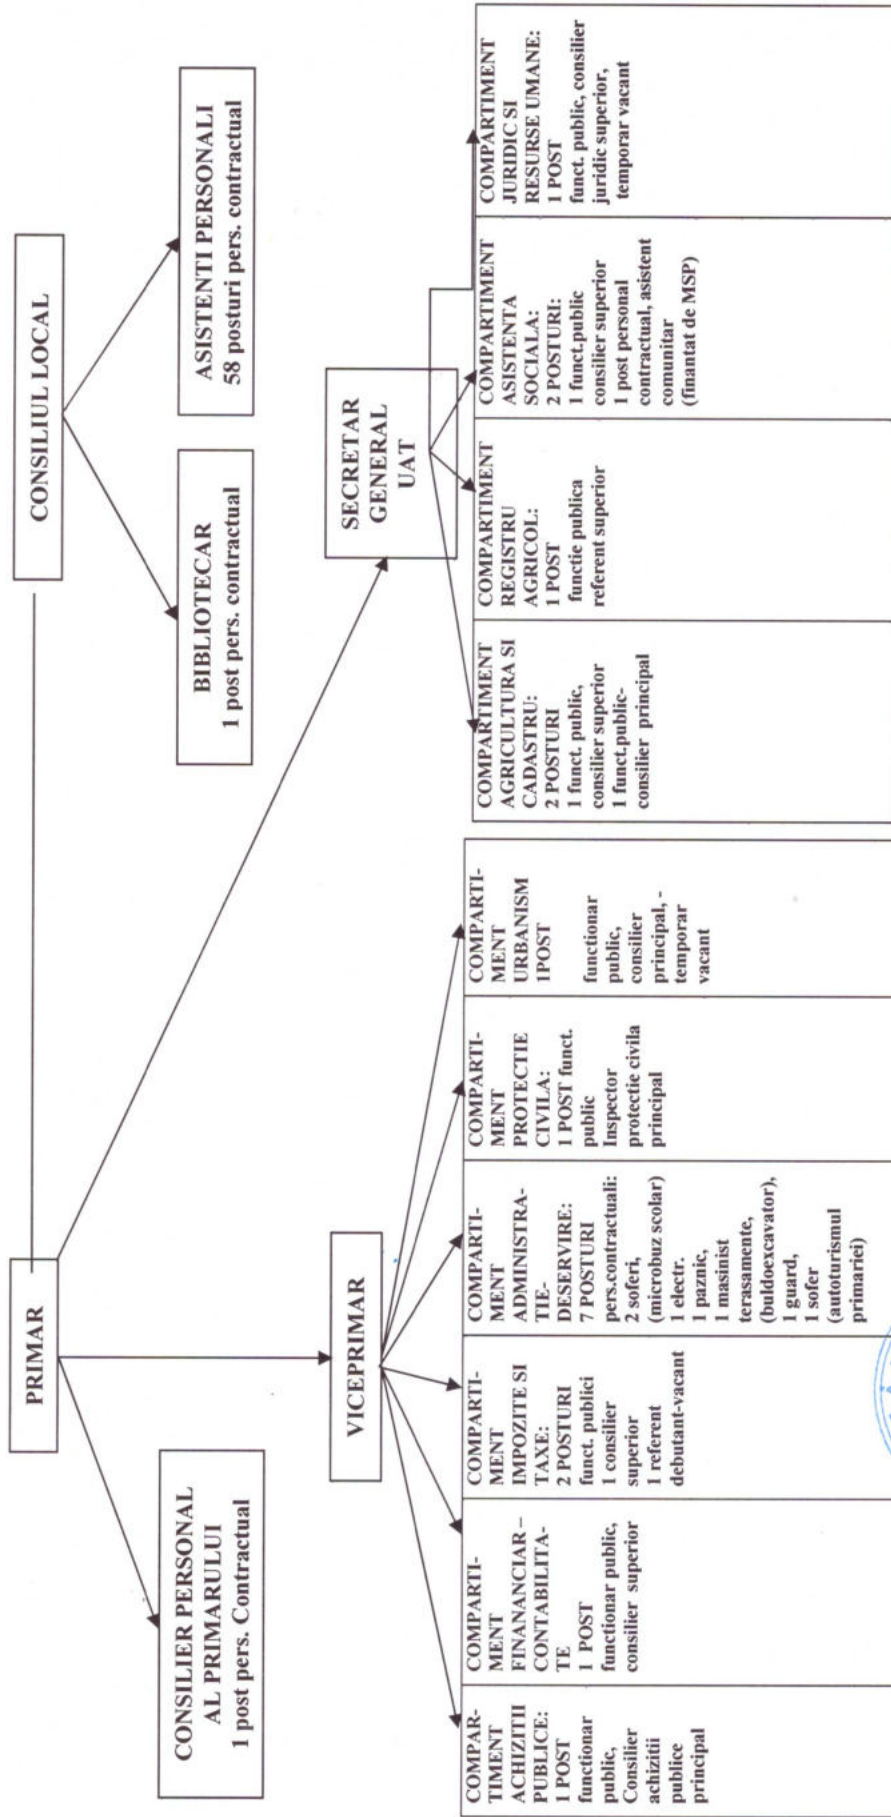 PRIMAR
CONSILIUL LOCAL
CONSILIER PERSONAL
AL PRIMARULUI
1 post pers. Contractual
BIBLIOTECAR
1 post pers. contractual
ASISTENTI PERSONALI
58 posturi pers. contractual
VICEPRIMAR
SECRETAR
GENERAL
UAT
COMPAR-
TIMENT
ACHIZITII
PUBLICE:
1 POST
functionar
public,
Consilier
achizitii
publice
principal
COMPARTI-
MENT
FINANANCIAR –
CONTABILITA-
TE
1 POST
functionar public,
consilier superior
COMPARTI-
MENT
IMPOZITE SI
TAXE:
2 POSTURI
funct. publici
1 consilier
superior
1 referent
debutant-vacant
COMPARTI-
MENT
ADMINISTRA-
TIE-
DESERVIRE:
7 POSTURI
pers.contractuali:
2 soferi,
(microbuz scolar)
1 electr.
1 paznic,
1 masinist
terasamente,
(buldoexcavator),
1 guard,
1 sofer
(autoturismul
primariei)
COMPARTI-
MENT
PROTECTIE
CIVILA:
1 POST funct.
public
Inspector
protectie civila
principal
COMPARTI-
MENT
URBANISM
1POST
functionar
public,
consilier
principal, -
temporar
vacant
COMPARTIMENT
AGRICULTURA SI
CADASTRU:
2 POSTURI
1 funct. public,
consilier superior
1 funct.public-
consilier principal
COMPARTIMENT
REGISTRU
AGRICOL:
1 POST
functie publica
referent superior
COMPARTIMENT
ASISTENTA
SOCIALA:
2 POSTURI:
1 funct.public
consilier superior
1 post personal
contractual, asistent
comunitar
(finantat de MSP)
COMPARTIMENT
JURIDIC SI
RESURSE UMANE:
1 POST
funct. public, consilier
juridic superior,
temporar vacant